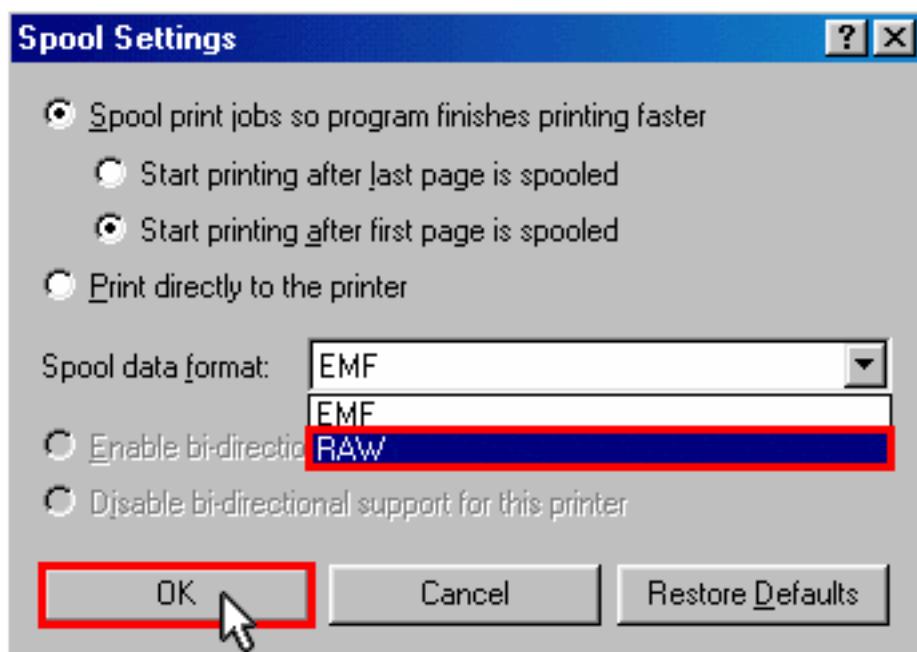 Spool Settings
Spool print jobs so program finishes printing faster
Start printing after last page is spooled
Start printing after first page is spooled
Print directly to the printer
Spool data format: EMF
EMF
Enable bi-directio
RAW
Disable bi-directional support for this printer
OK Cancel Restore Defaults